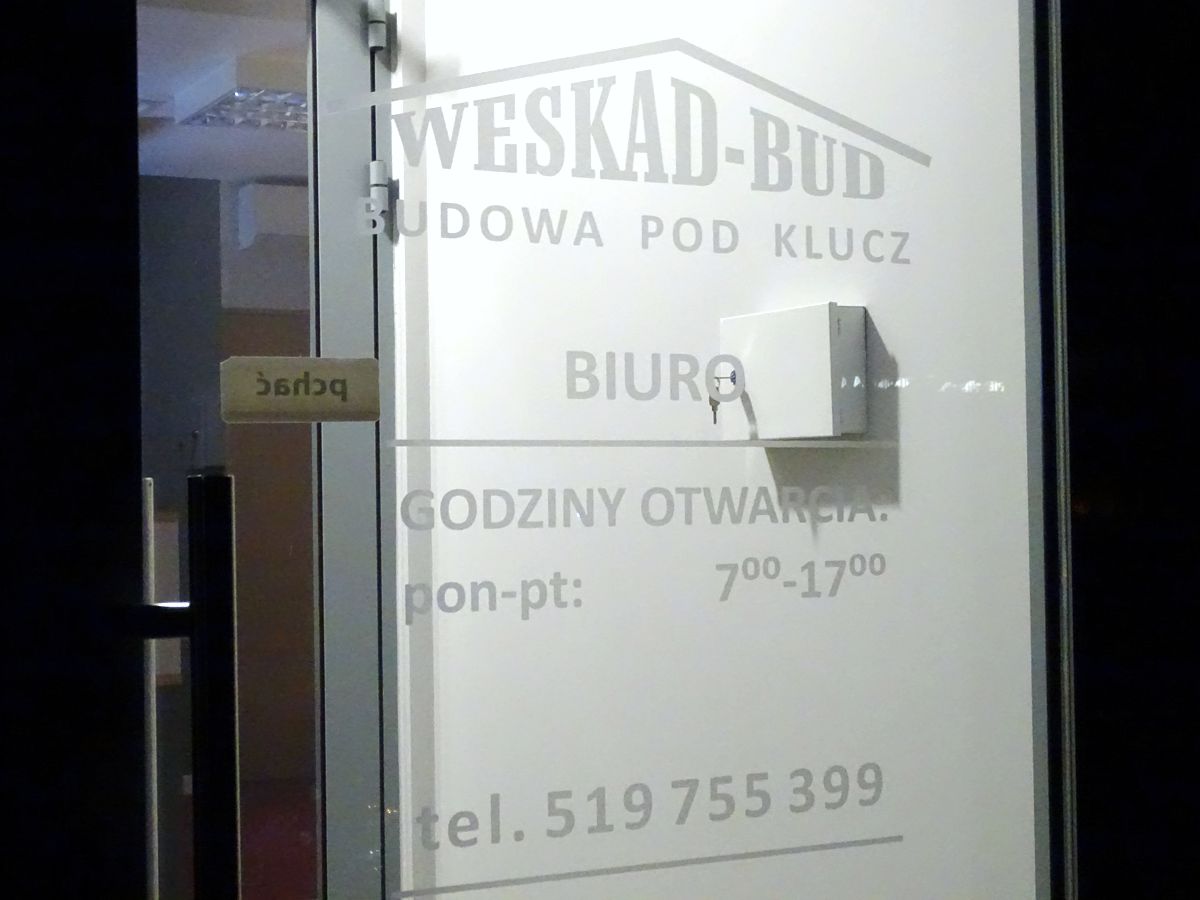 WESKAD-BUD
BUDOWA POD KLUCZ
BIURO
pchać
GODZINY OTWARCIA:
pon-pt: 7⁰⁰-17⁰⁰
tel. 519 755 399